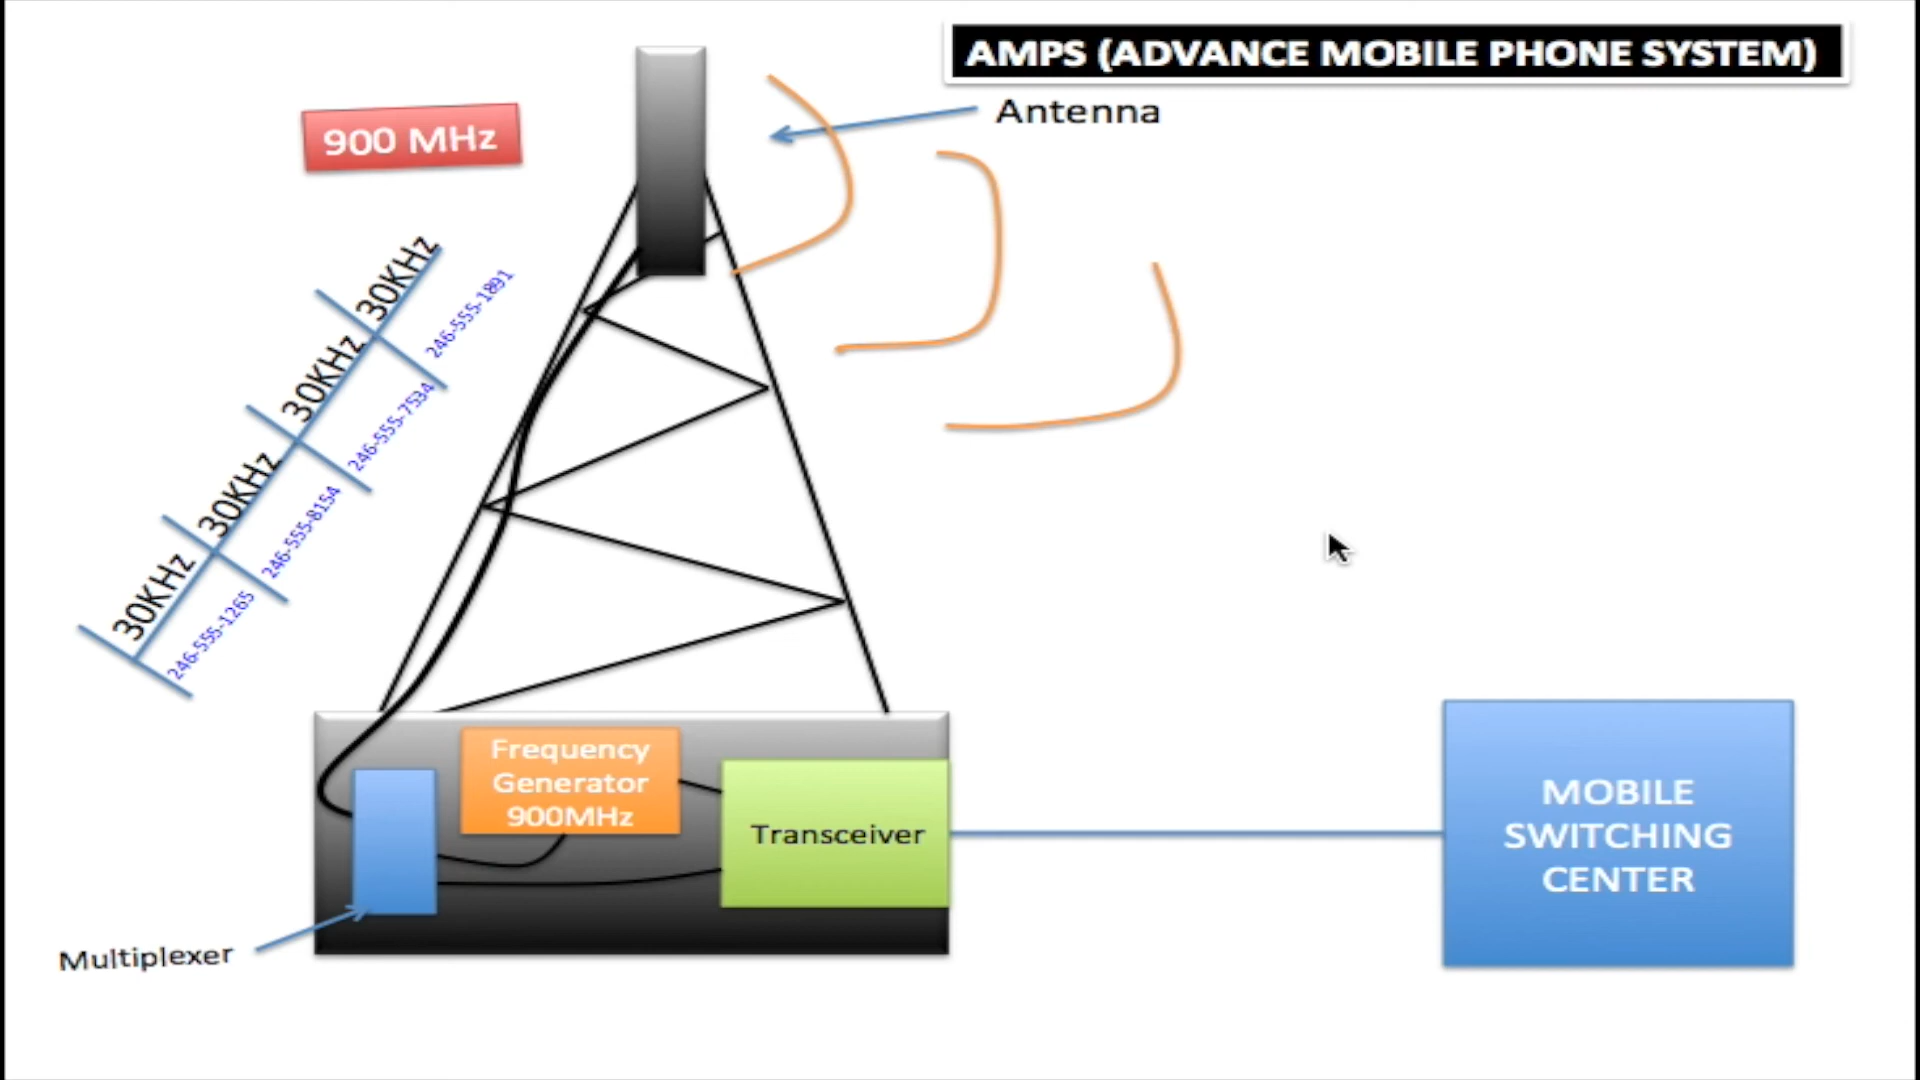 AMPS (ADVANCE MOBILE PHONE SYSTEM)
Antenna
900 MHz
30KHz
246-555-1891
30KHz
246-555-7534
30KHz
246-555-8154
30KHz
246-555-1265
Frequency
Generator
900MHz
Transceiver
MOBILE
SWITCHING
CENTER
Multiplexer